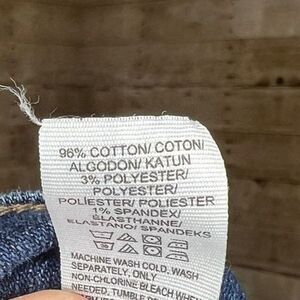 96% COTTON/ COTON/
ALGODON/ KATUN
3% POLYESTER/
POLYESTER/
POLIESTER/ POLIESTER
1% SPANDEX/
ELASTHANNE/
ELASTANO/ SPANDEKS
MACHINE WASH COLD, WASH
SEPARATELY, ONLY
NON-CHLORINE BLEACH WHEN
NEEDED, TUMBLE